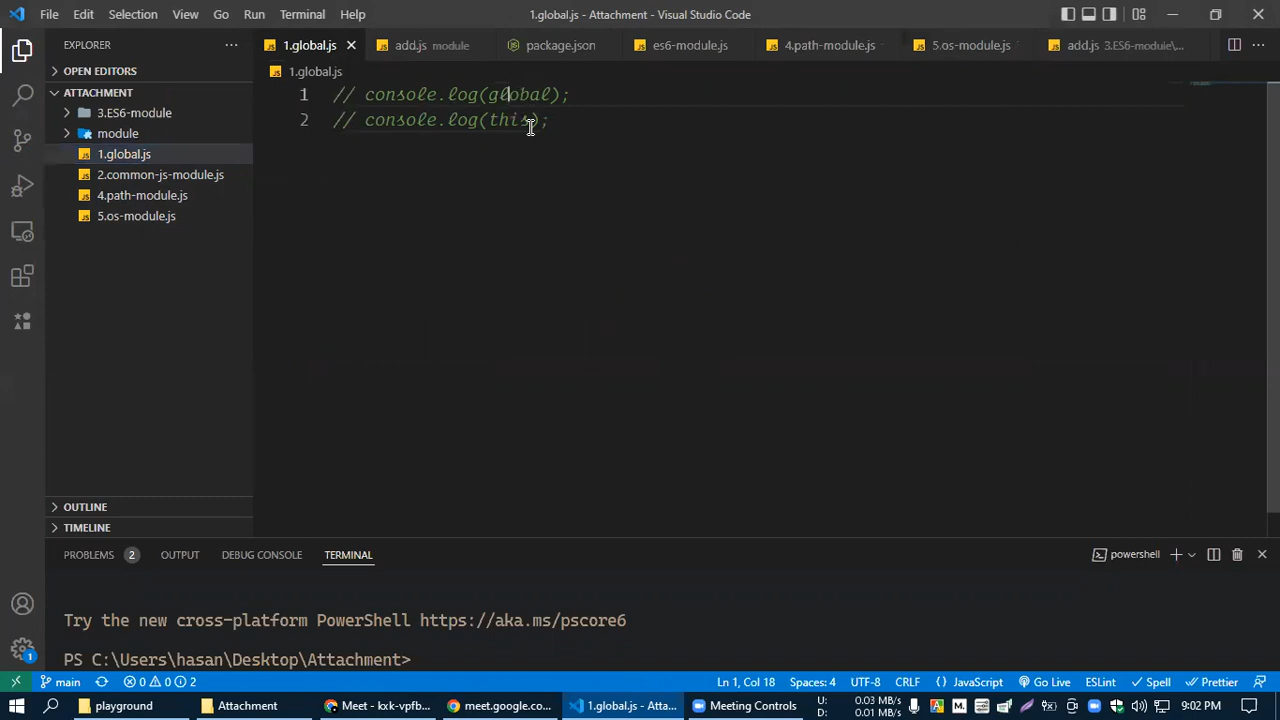 File Edit Selection View Go Run Terminal Help
1.global.js - Attachment - Visual Studio Code
EXPLORER
1.global.js
add.js module
package.json
es6-module.js
4.path-module.js
5.os-module.js
add.js 3.ES6-module\...
OPEN EDITORS
ATTACHMENT
3.ES6-module
module
1.global.js
2.common-js-module.js
4.path-module.js
5.os-module.js
OUTLINE
TIMELINE
1.global.js
1 // console.log(global);
2 // console.log(this);
PROBLEMS 2 OUTPUT DEBUG CONSOLE TERMINAL
powershell
Try the new cross-platform PowerShell https://aka.ms/pscore6
PS C:\Users\hasan\Desktop\Attachment>
1
main 0 0 2
Ln 1, Col 18 Spaces: 4 UTF-8 CRLF {} JavaScript Go Live ESLint Spell Prettier
playground
Attachment
Meet - kxk-vpfb...
meet.google.co...
1.global.js - Atta...
Meeting Controls
U: 0.03 MB/s
D: 0.01 MB/s
9:02 PM